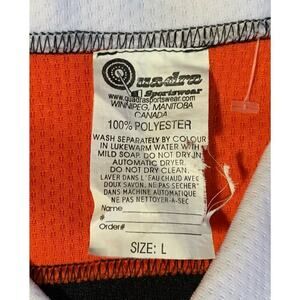 Quadra
Sportswear
www.quadrasportswear.com
WINNIPEG, MANITOBA
CANADA
100% POLYESTER
WASH SEPARATELY BY COLOUR
IN LUKEWARM WATER WITH
MILD SOAP. DO NOT DRY IN
AUTOMATIC DRYER.
DO NOT DRY CLEAN.
LAVER DANS L'EAU CHAUD AVEC
DOUX SAVON. NE PAS SECHER
DANS MACHINE AUTOMATIQUE
NE PAS NETTOYER-A-SEC
Name
#
Order#
SIZE: L